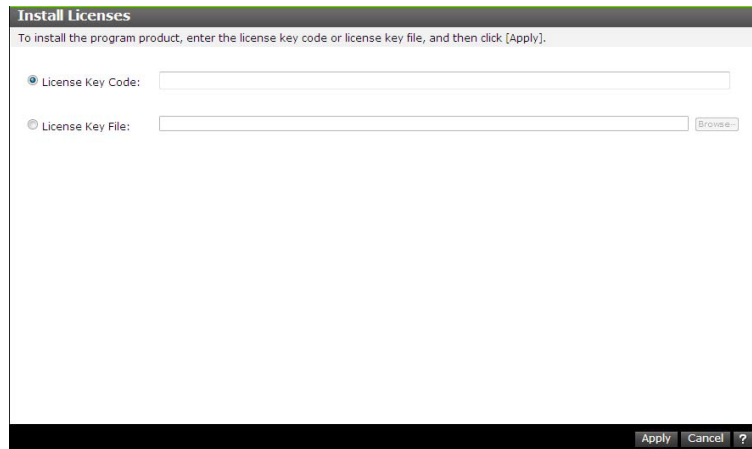 Install Licenses
To install the program product, enter the license key code or license key file, and then click [Apply].
License Key Code:
License Key File: Browse...
Apply Cancel ?